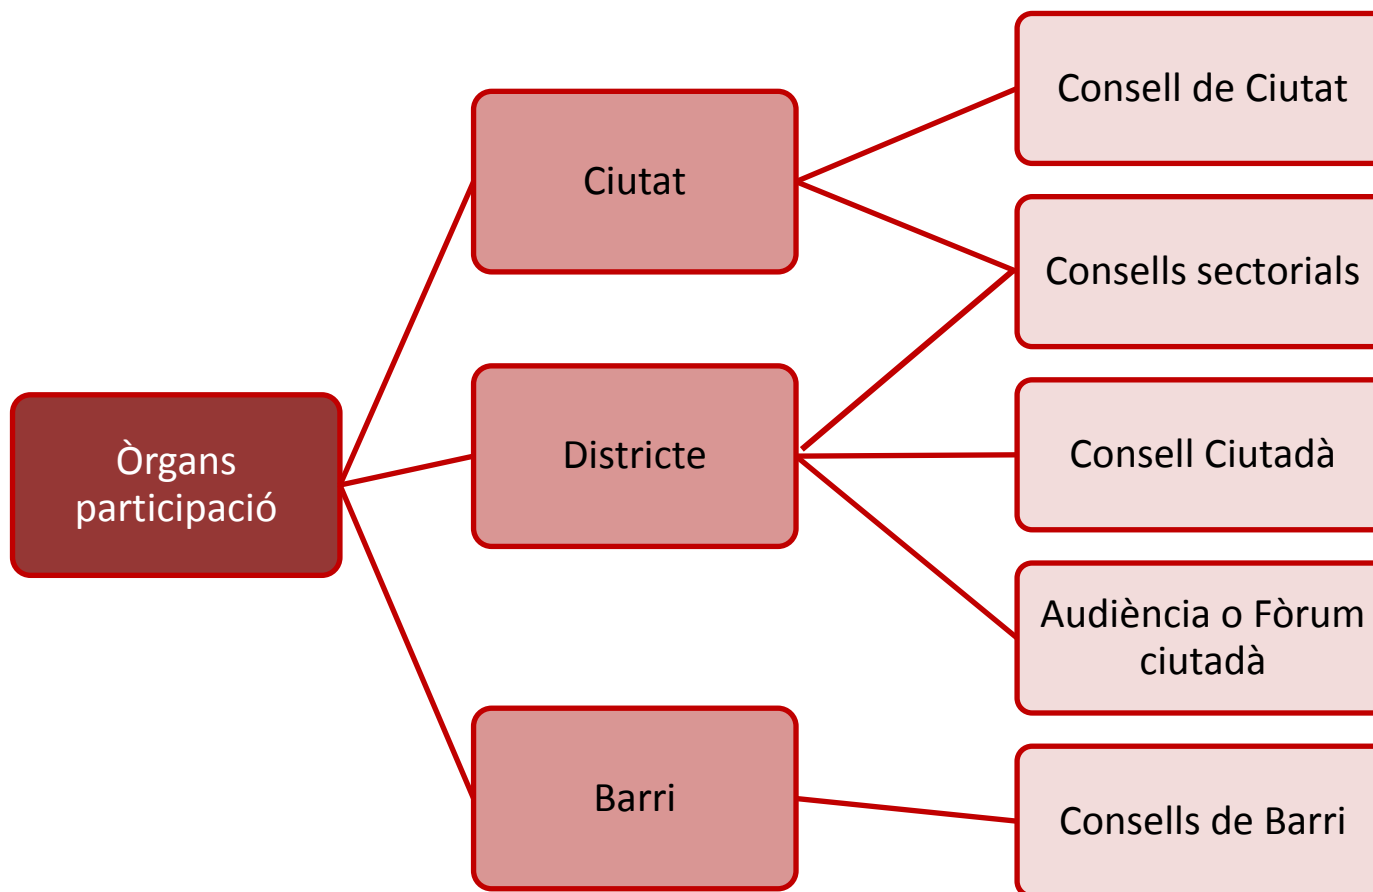 Òrgans
participació
Ciutat
Districte
Barri
Consell de Ciutat
Consells sectorials
Consell Ciutadà
Audiència o Fòrum
ciutadà
Consells de Barri